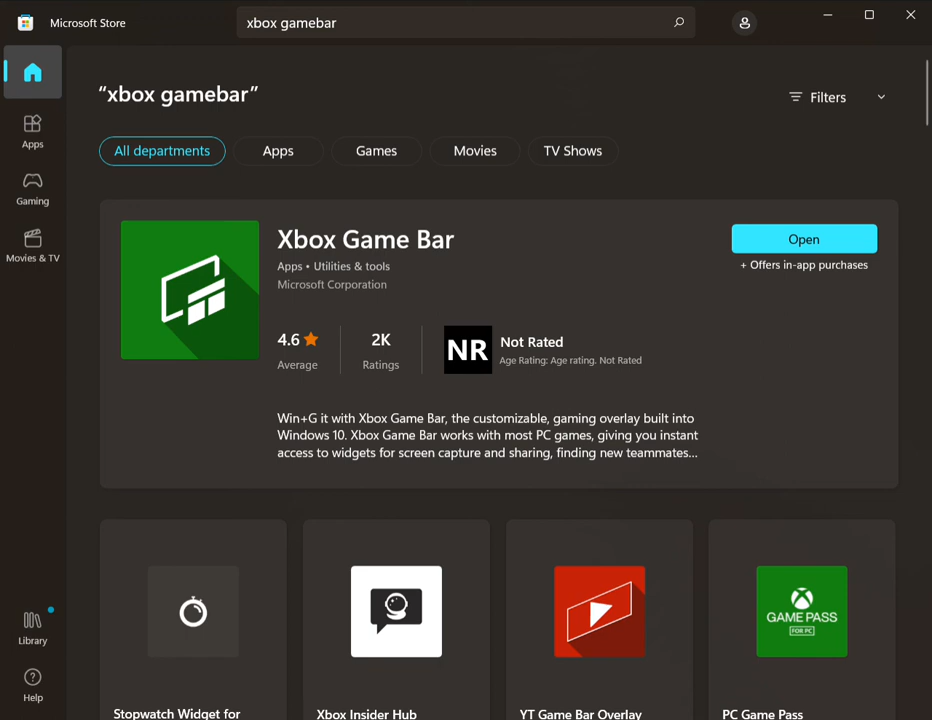 Microsoft Store
xbox gamebar
Apps
Gaming
Movies & TV
Library
Help
“xbox gamebar”
Filters
All departments
Apps
Games
Movies
TV Shows
Xbox Game Bar
Apps • Utilities & tools
Microsoft Corporation
Open
+ Offers in-app purchases
4.6
Average
2K
Ratings
NR
Not Rated
Age Rating: Age rating. Not Rated
Win+G it with Xbox Game Bar, the customizable, gaming overlay built into
Windows 10. Xbox Game Bar works with most PC games, giving you instant
access to widgets for screen capture and sharing, finding new teammates...
GAME PASS
FOR PC
Stopwatch Widget for
Xbox Insider Hub
YT Game Bar Overlay
PC Game Pass